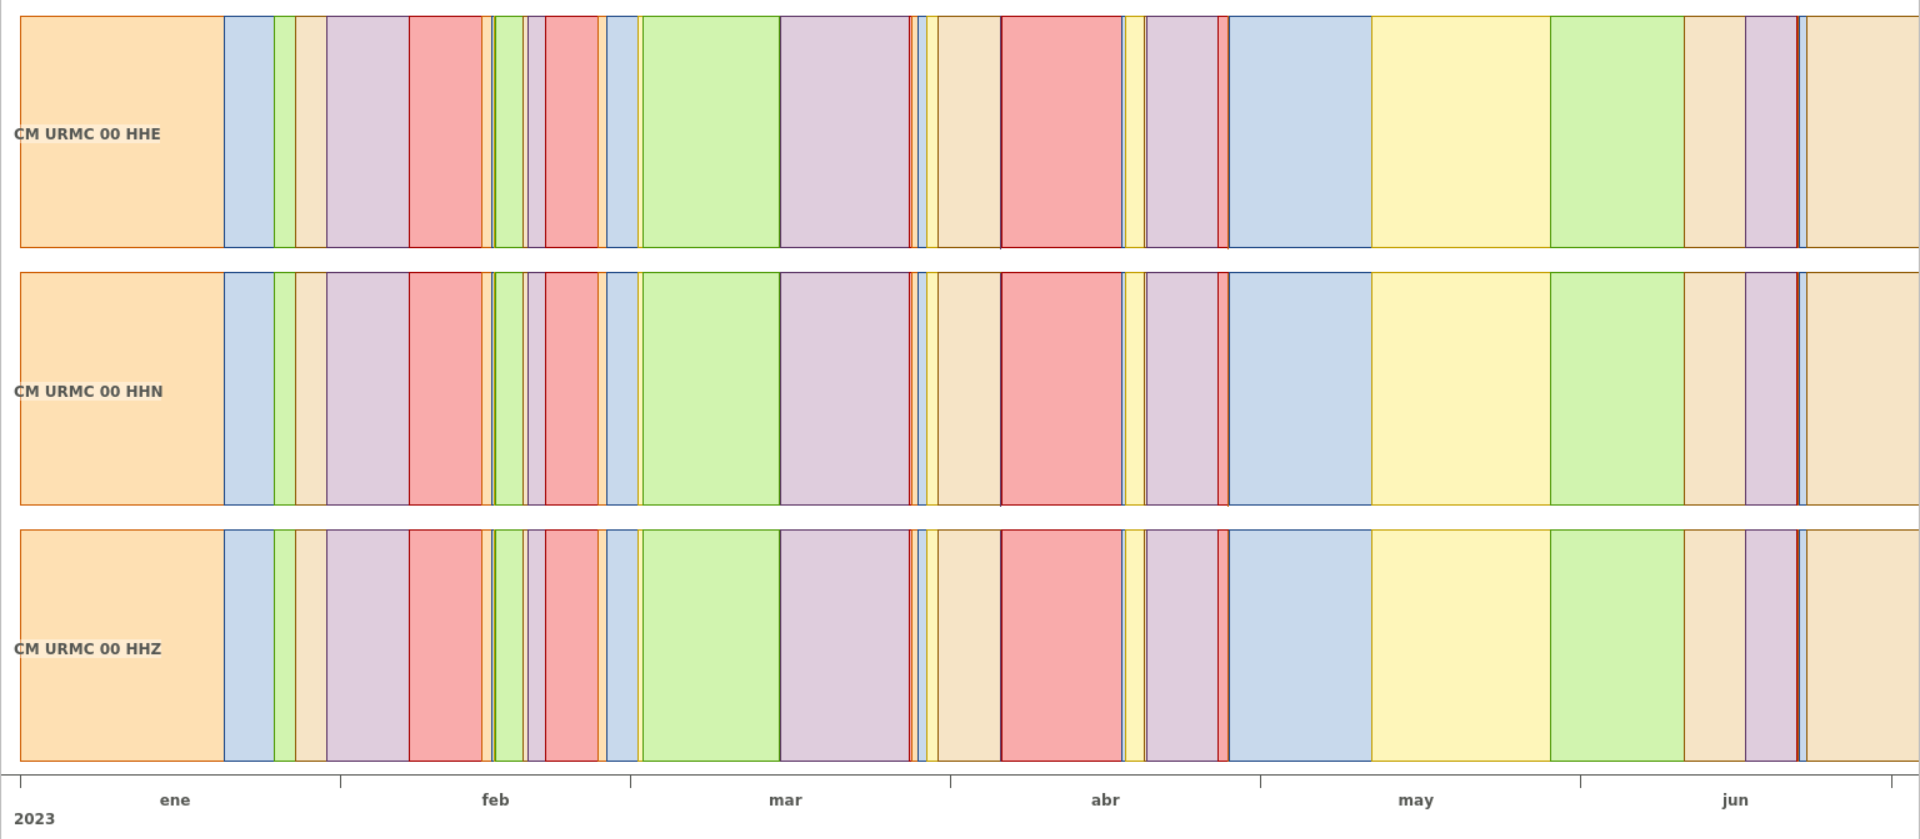 CM URMC 00 HHE
CM URMC 00 HHN
CM URMC 00 HHZ
ene feb mar abr may jun
2023